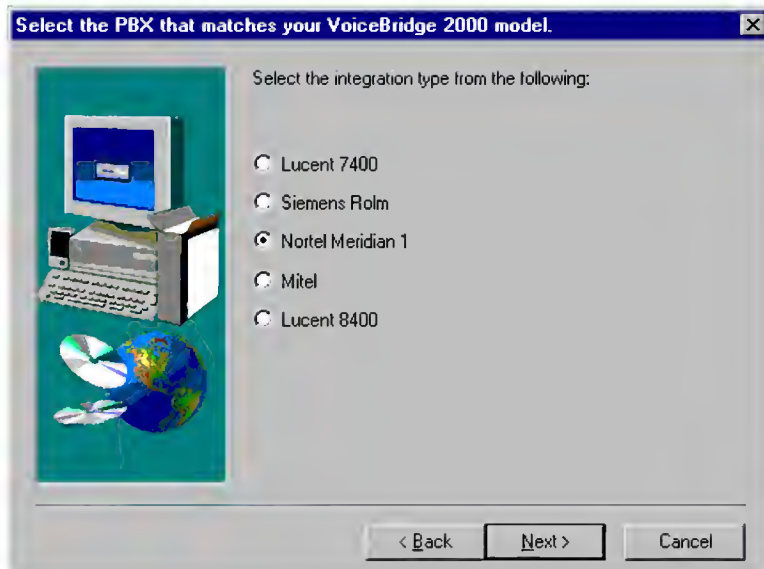 Select the PBX that matches your VoiceBridge 2000 model.
Select the integration type from the following:
Lucent 7400
Siemens Rolm
Nortel Meridian 1
Mitel
Lucent 8400
< Back
Next >
Cancel